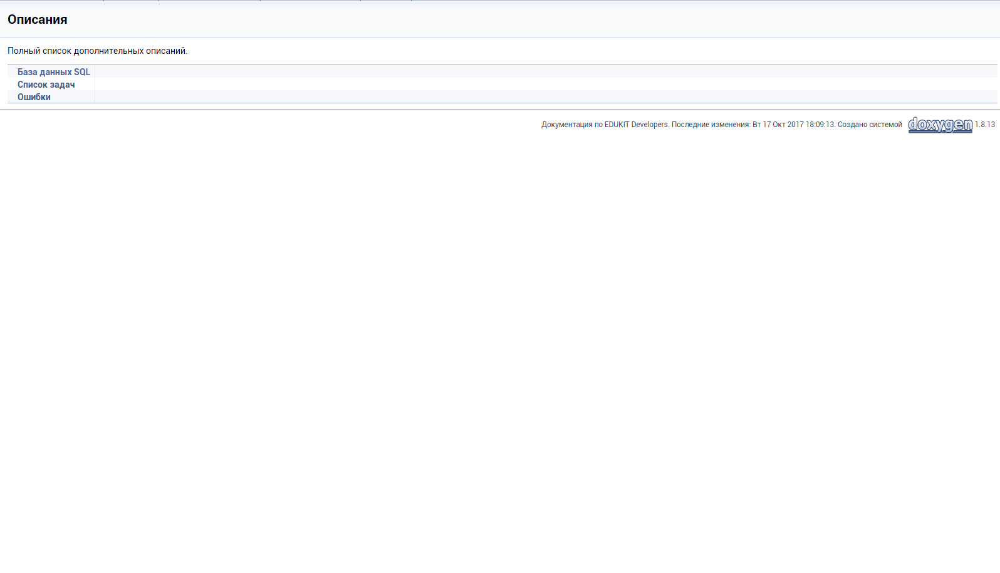 Описания
Полный список дополнительных описаний.
База данных SQL
Список задач
Ошибки
Документация по EDUKIT Developers. Последние изменения: Вт 17 Окт 2017 18:09:13. Создано системой doxygen 1.8.13